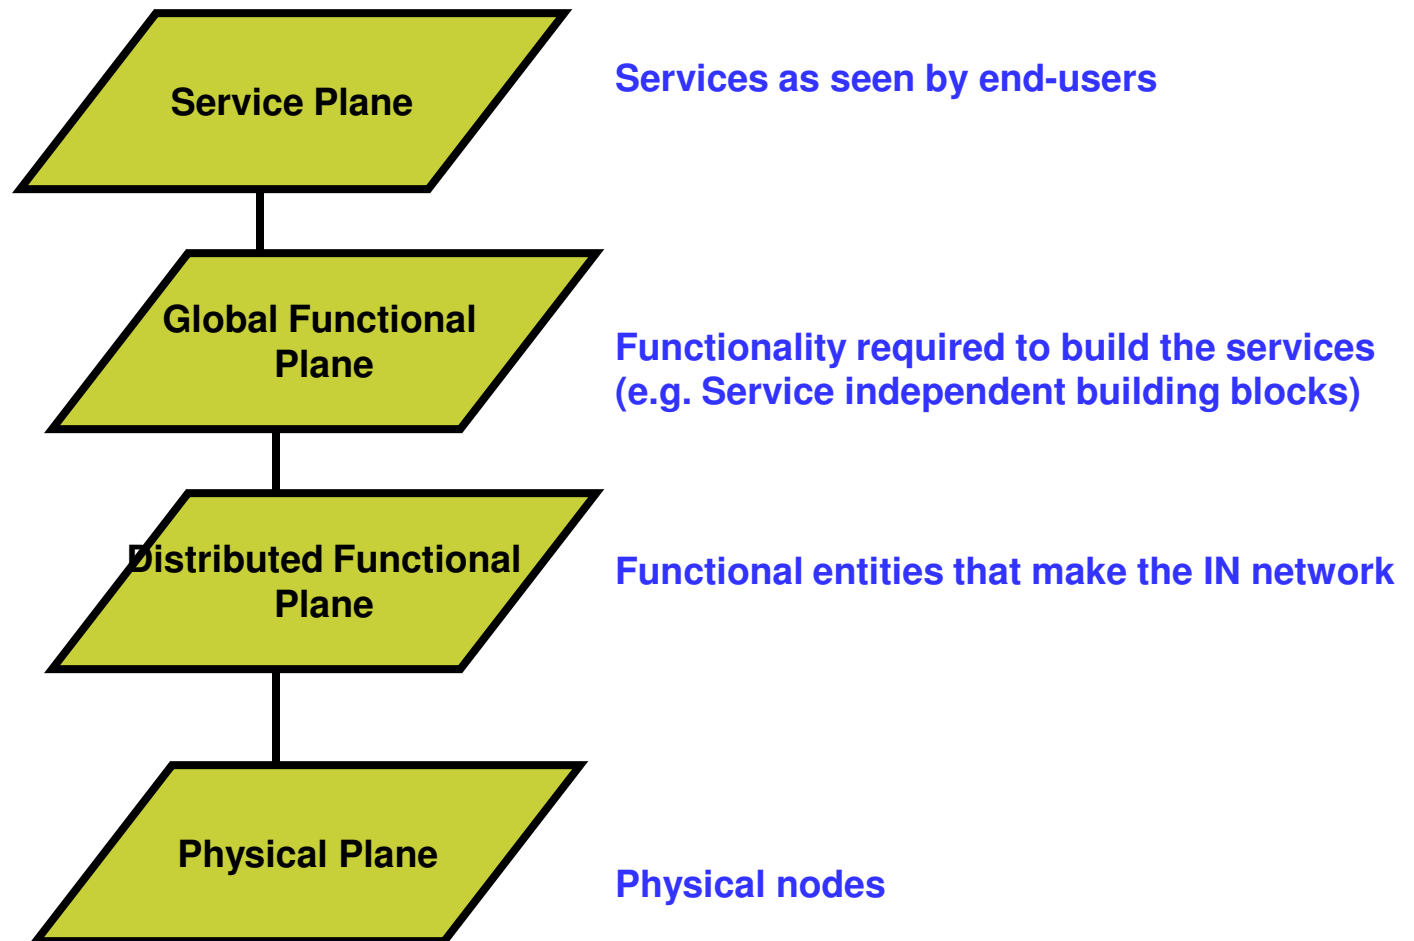 Service Plane
Services as seen by end-users
Global Functional
Plane
Functionality required to build the services
(e.g. Service independent building blocks)
Distributed Functional
Plane
Functional entities that make the IN network
Physical Plane
Physical nodes